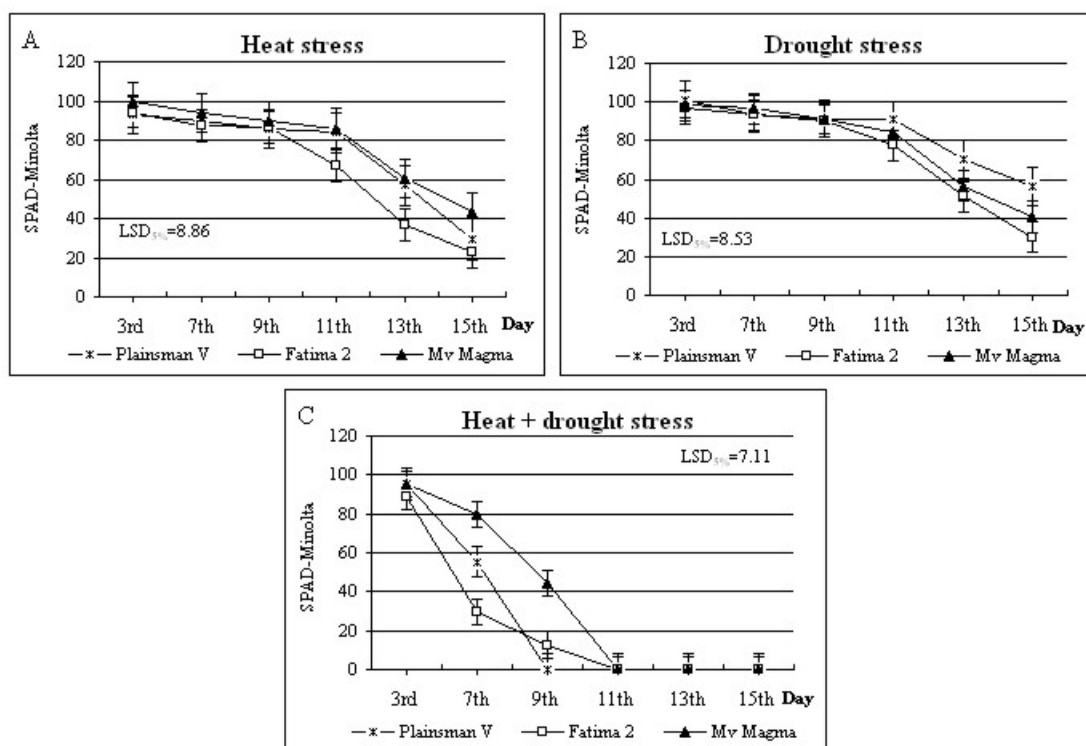 A
Heat stress
SPAD-Minolta
120
100
80
60
40
20
0
LSD5%=8.86
3rd 7th 9th 11th 13th 15th Day
Plainsman V Fatima 2 Mv Magma
B
Drought stress
SPAD-Minolta
120
100
80
60
40
20
0
LSD5%=8.53
3rd 7th 9th 11th 13th 15th Day
Plainsman V Fatima 2 Mv Magma
C
Heat + drought stress
SPAD-Minolta
120
100
80
60
40
20
0
LSD5%=7.11
3rd 7th 9th 11th 13th 15th Day
Plainsman V Fatima 2 Mv Magma